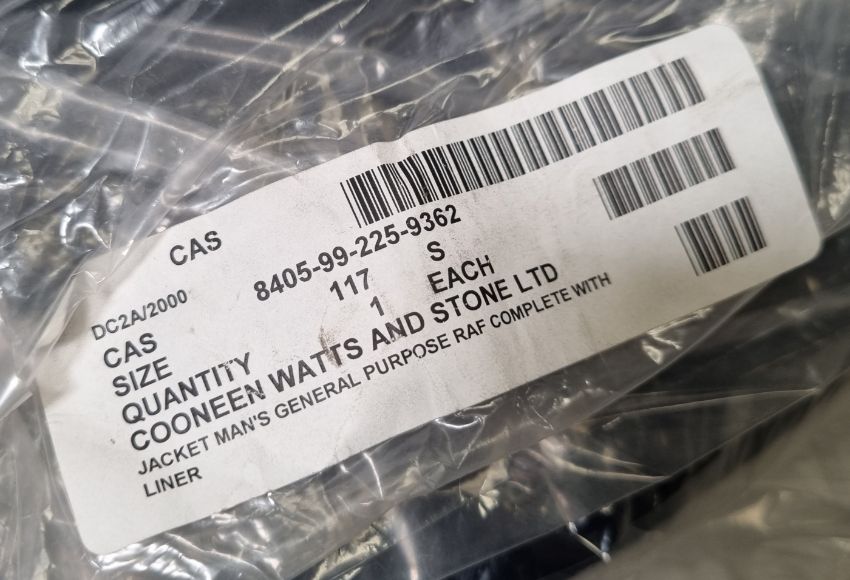 CAS
DC2A/2000
CAS 8405-99-225-9362
SIZE 117 S
QUANTITY 1 EACH
COONEEN WATTS AND STONE LTD
JACKET MAN'S GENERAL PURPOSE RAF COMPLETE WITH
LINER